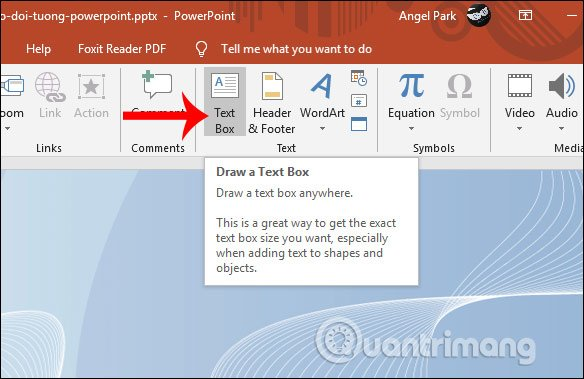 o-doi-tuong-powerpoint.pptx - PowerPoint
Angel Park
Help
Foxit Reader PDF
Tell me what you want to do
Link
Action
Text Box
Header & Footer
WordArt
Equation
Symbol
Video
Audio
Links
Comments
Text
Symbols
Draw a Text Box
Draw a text box anywhere.
This is a great way to get the exact
text box size you want, especially
when adding text to shapes and
objects.
Quantrimang